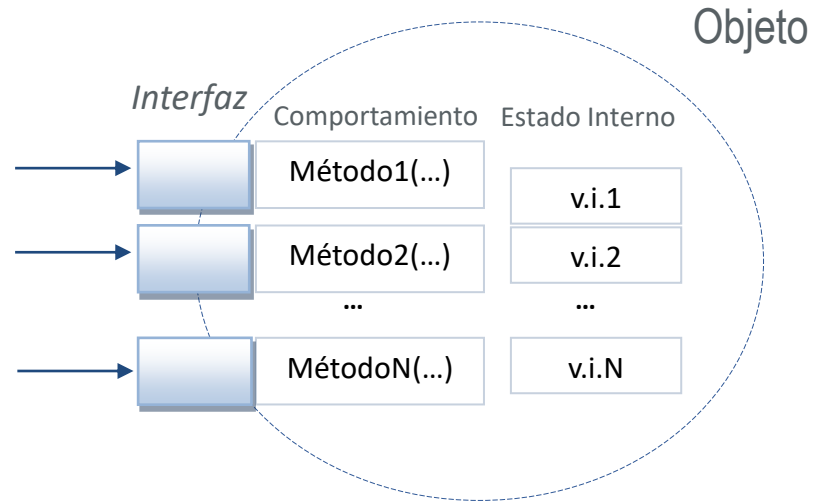 Objeto
Interfaz
Comportamiento
Estado Interno
Método1(...)
v.i.1
Método2(...)
v.i.2
...
...
MétodoN(...)
v.i.N